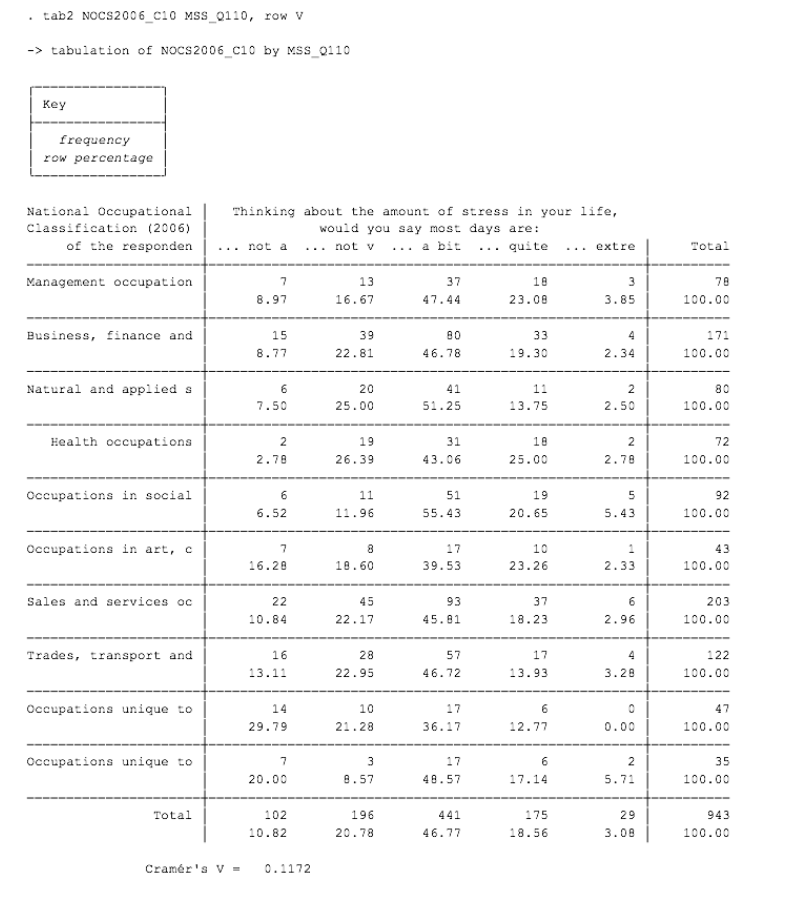 . tab2 NOCS2006_C10 MSS_Q110, row V
-> tabulation of NOCS2006_C10 by MSS_Q110
Key
frequency
row percentage
National Occupational Thinking about the amount of stress in your life,
Classification (2006) would you say most days are:
of the responden ... not a ... not v ... a bit ... quite ... extre Total
Management occupation 7 13 37 18 3 78
8.97 16.67 47.44 23.08 3.85 100.00
Business, finance and 15 39 80 33 4 171
8.77 22.81 46.78 19.30 2.34 100.00
Natural and applied s 6 20 41 11 2 80
7.50 25.00 51.25 13.75 2.50 100.00
Health occupations 2 19 31 18 2 72
2.78 26.39 43.06 25.00 2.78 100.00
Occupations in social 6 11 51 19 5 92
6.52 11.96 55.43 20.65 5.43 100.00
Occupations in art, c 7 8 17 10 1 43
16.28 18.60 39.53 23.26 2.33 100.00
Sales and services oc 22 45 93 37 6 203
10.84 22.17 45.81 18.23 2.96 100.00
Trades, transport and 16 28 57 17 4 122
13.11 22.95 46.72 13.93 3.28 100.00
Occupations unique to 14 10 17 6 0 47
29.79 21.28 36.17 12.77 0.00 100.00
Occupations unique to 7 3 17 6 2 35
20.00 8.57 48.57 17.14 5.71 100.00
Total 102 196 441 175 29 943
10.82 20.78 46.77 18.56 3.08 100.00
Cramér's V = 0.1172